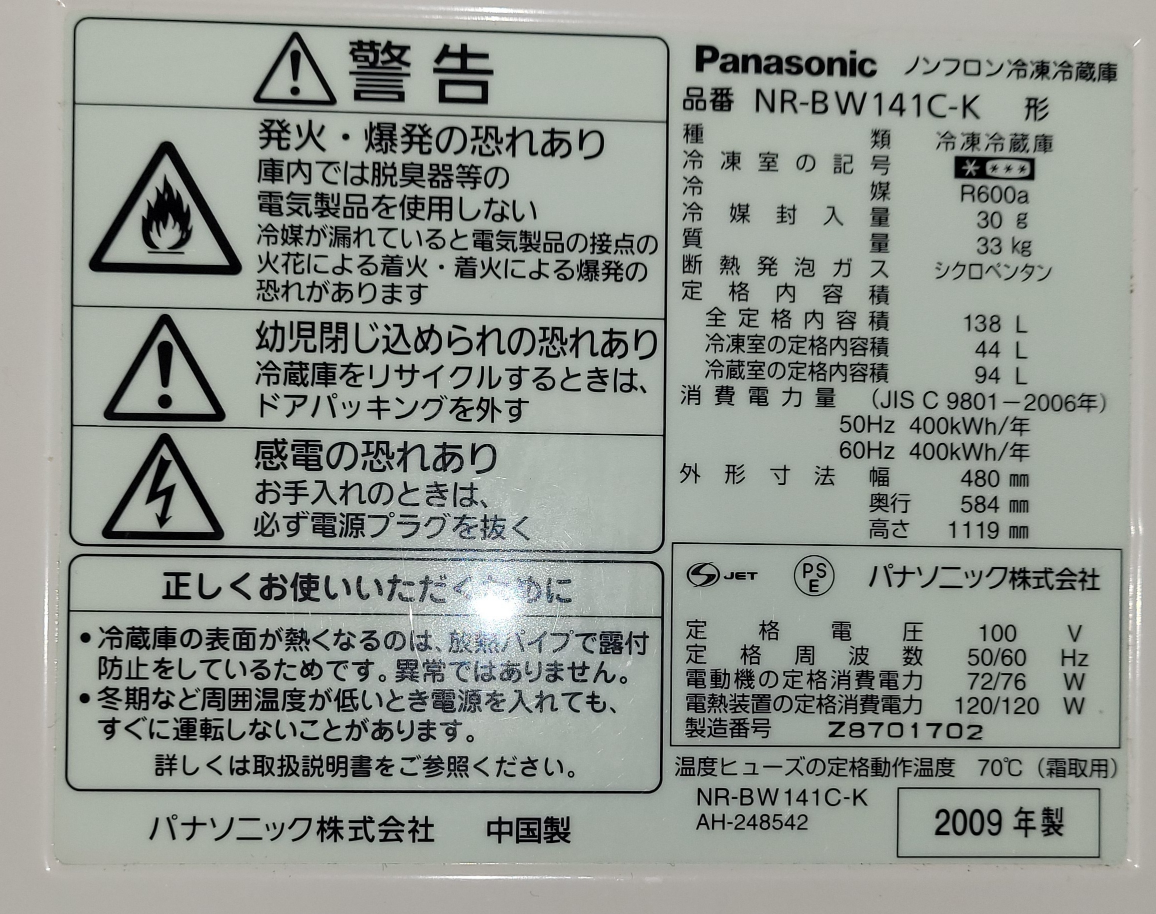 警告
発火・爆発の恐れあり
庫内では脱臭器等の
電気製品を使用しない
冷媒が漏れていると電気製品の接点の
火花による着火・着火による爆発の
恐れがあります
幼児閉じ込められの恐れあり
冷蔵庫をリサイクルするときは、
ドアパッキングを外す
感電の恐れあり
お手入れのときは、
必ず電源プラグを抜く
正しくお使いいただくために
•冷蔵庫の表面が熱くなるのは、放熱パイプで露付
防止をしているためです。異常ではありません。
•冬期など周囲温度が低いとき電源を入れても、
すぐに運転しないことがあります。
詳しくは取扱説明書をご参照ください。
パナソニック株式会社 中国製
Panasonic ノンフロン冷凍冷蔵庫
品番 NR-BW141C-K 形
種類 冷凍冷蔵庫
冷凍室の記号 * ***
冷媒 R600a
冷媒封入量 30 g
質量 33 kg
断熱発泡ガス シクロペンタン
定格内容積
全定格内容積 138 L
冷凍室の定格内容積 44 L
冷蔵室の定格内容積 94 L
消費電力量 (JIS C 9801-2006年)
50Hz 400kWh/年
60Hz 400kWh/年
外形寸法 幅 480 mm
奥行 584 mm
高さ 1119 mm
S JET PS E パナソニック株式会社
定格電圧 100 V
定格周波数 50/60 Hz
電動機の定格消費電力 72/76 W
電熱装置の定格消費電力 120/120 W
製造番号 Z8701702
温度ヒューズの定格動作温度 70℃ (霜取用)
NR-BW141C-K
AH-248542
2009 年製